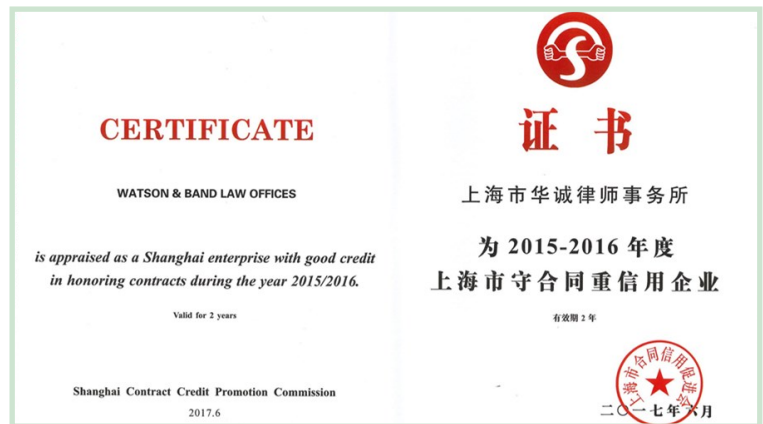 CERTIFICATE
WATSON & BAND LAW OFFICES
is appraised as a Shanghai enterprise with good credit
in honoring contracts during the year 2015/2016.
Valid for 2 years
Shanghai Contract Credit Promotion Commission
2017.6
证书
上海市华诚律师事务所
为 2015-2016 年度
上海市守合同重信用企业
有效期 2 年
上海市合同信用促进会
二〇一七年六月